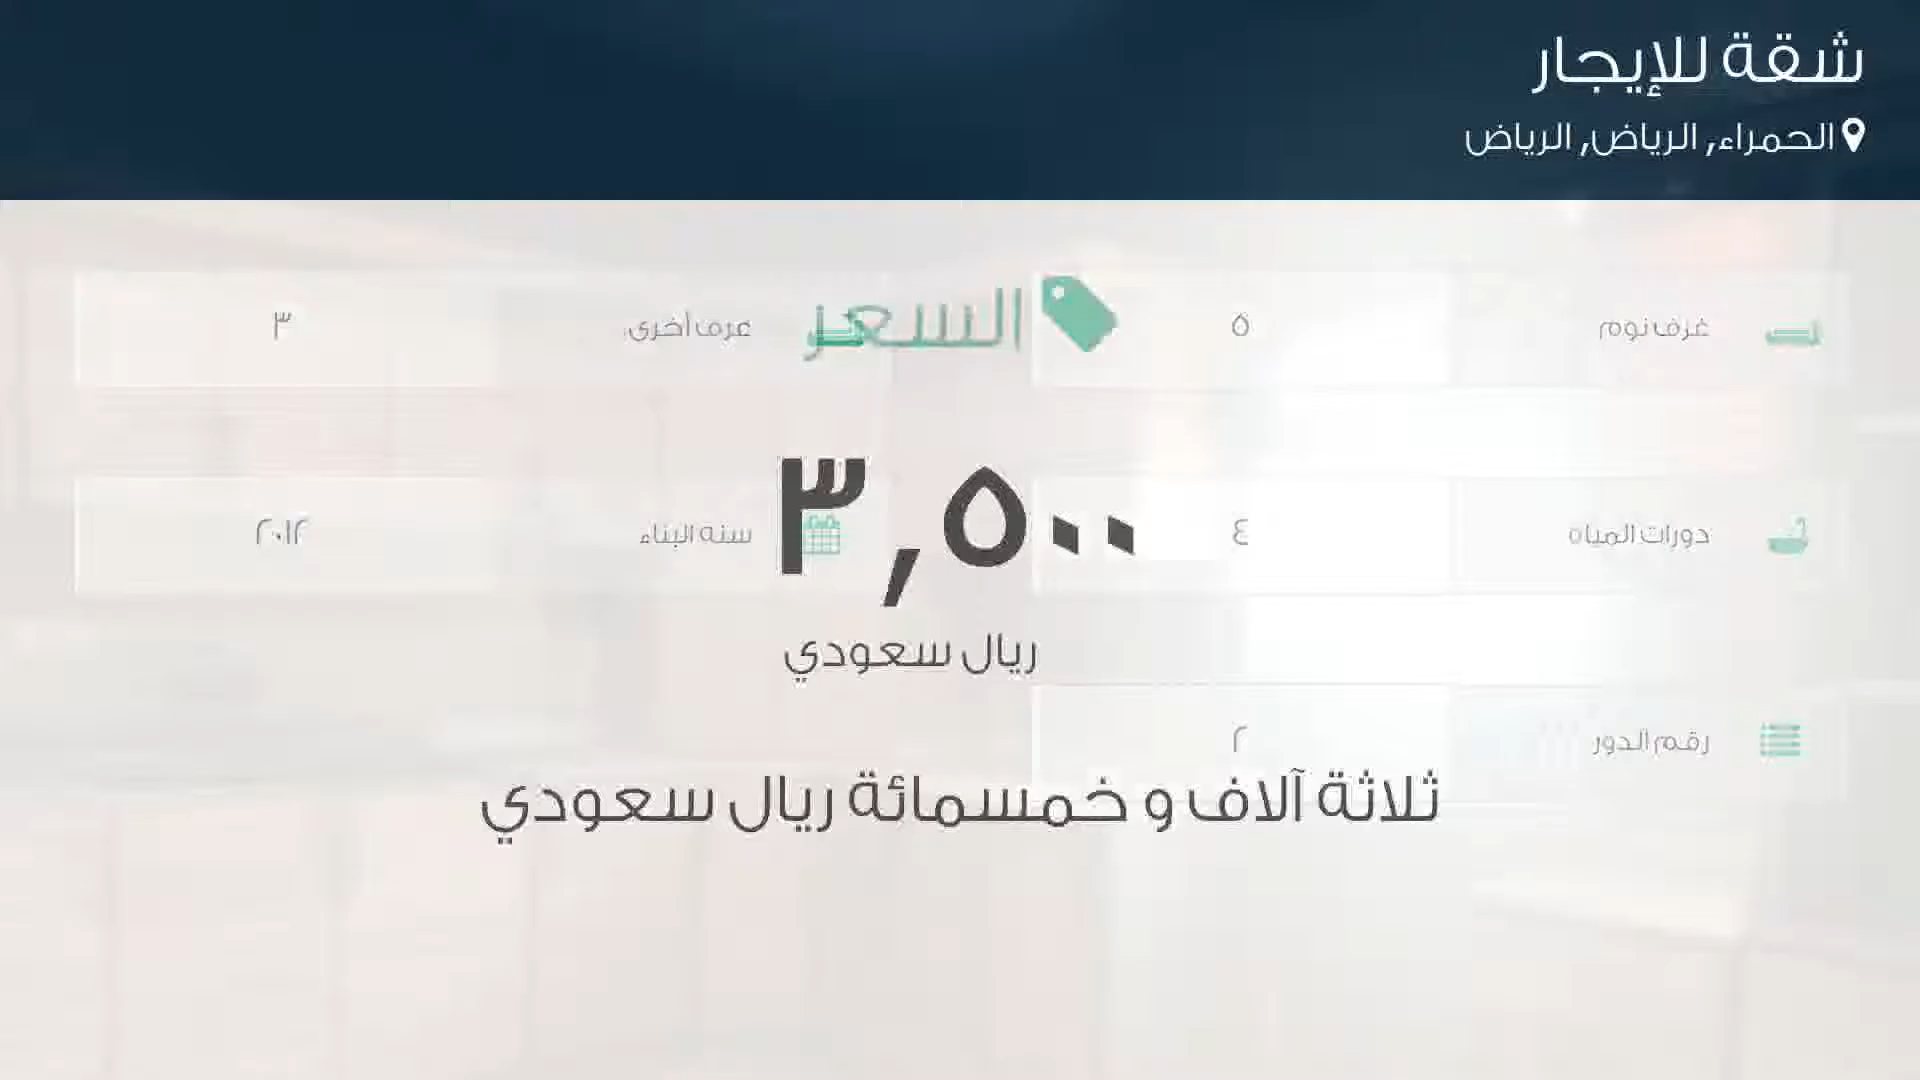 شقة للإيجار
الحمراء, الرياض, الرياض
السعر
غرف نوم
٥
غرف أخرى
٣
٣,٥٠٠
دورات المياه
٤
سنة البناء
٢٠١٢
ريال سعودي
رقم الدور
٢
ثلاثة آلاف و خمسمائة ريال سعودي